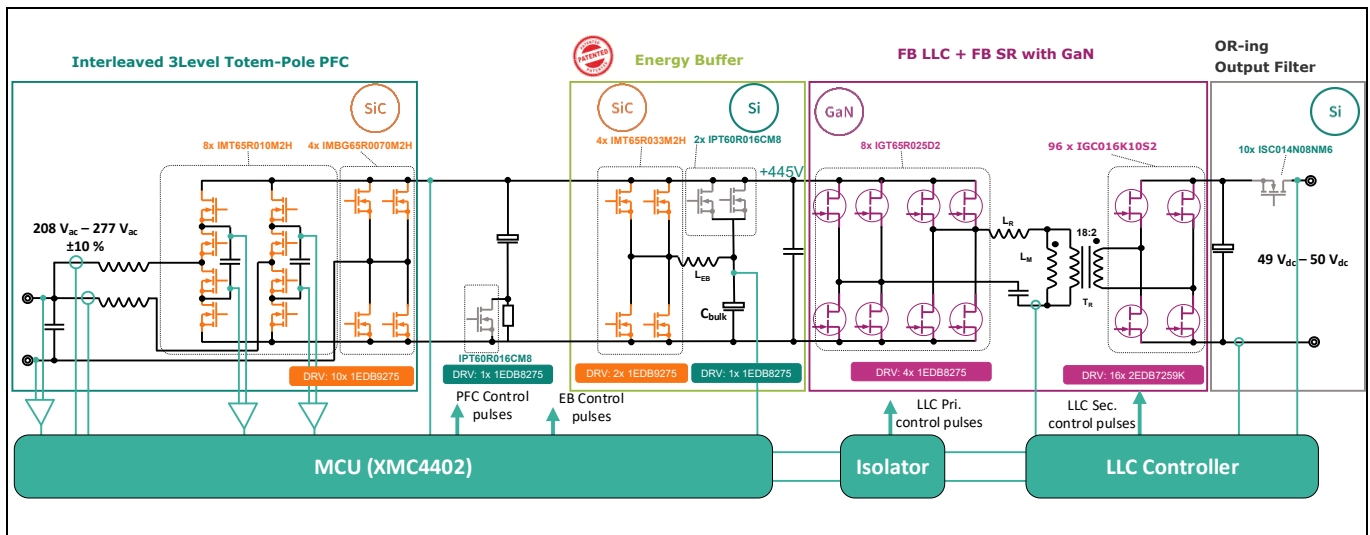 PATENTED
Interleaved 3Level Totem-Pole PFC
Energy Buffer
FB LLC + FB SR with GaN
OR-ing
Output Filter
SiC
SiC
Si
GaN
Si
8x IMT65R010M2H
4x IMBG65R0070M2H
4x IMT65R033M2H
2x IPT60R016CM8
8x IGT65R025D2
96 x IGC016K10S2
10x ISC014N08NM6
+445V
208 Vac – 277 Vac
±10 %
LEB
Cbulk
LR
LM
18:2
TR
49 Vdc – 50 Vdc
IPT60R016CM8
DRV: 10x 1EDB9275
DRV: 1x 1EDB8275
DRV: 2x 1EDB9275
DRV: 1x 1EDB8275
DRV: 4x 1EDB8275
DRV: 16x 2EDB7259K
PFC Control
pulses
EB Control
pulses
LLC Pri.
control pulses
LLC Sec.
control pulses
MCU (XMC4402)
Isolator
LLC Controller